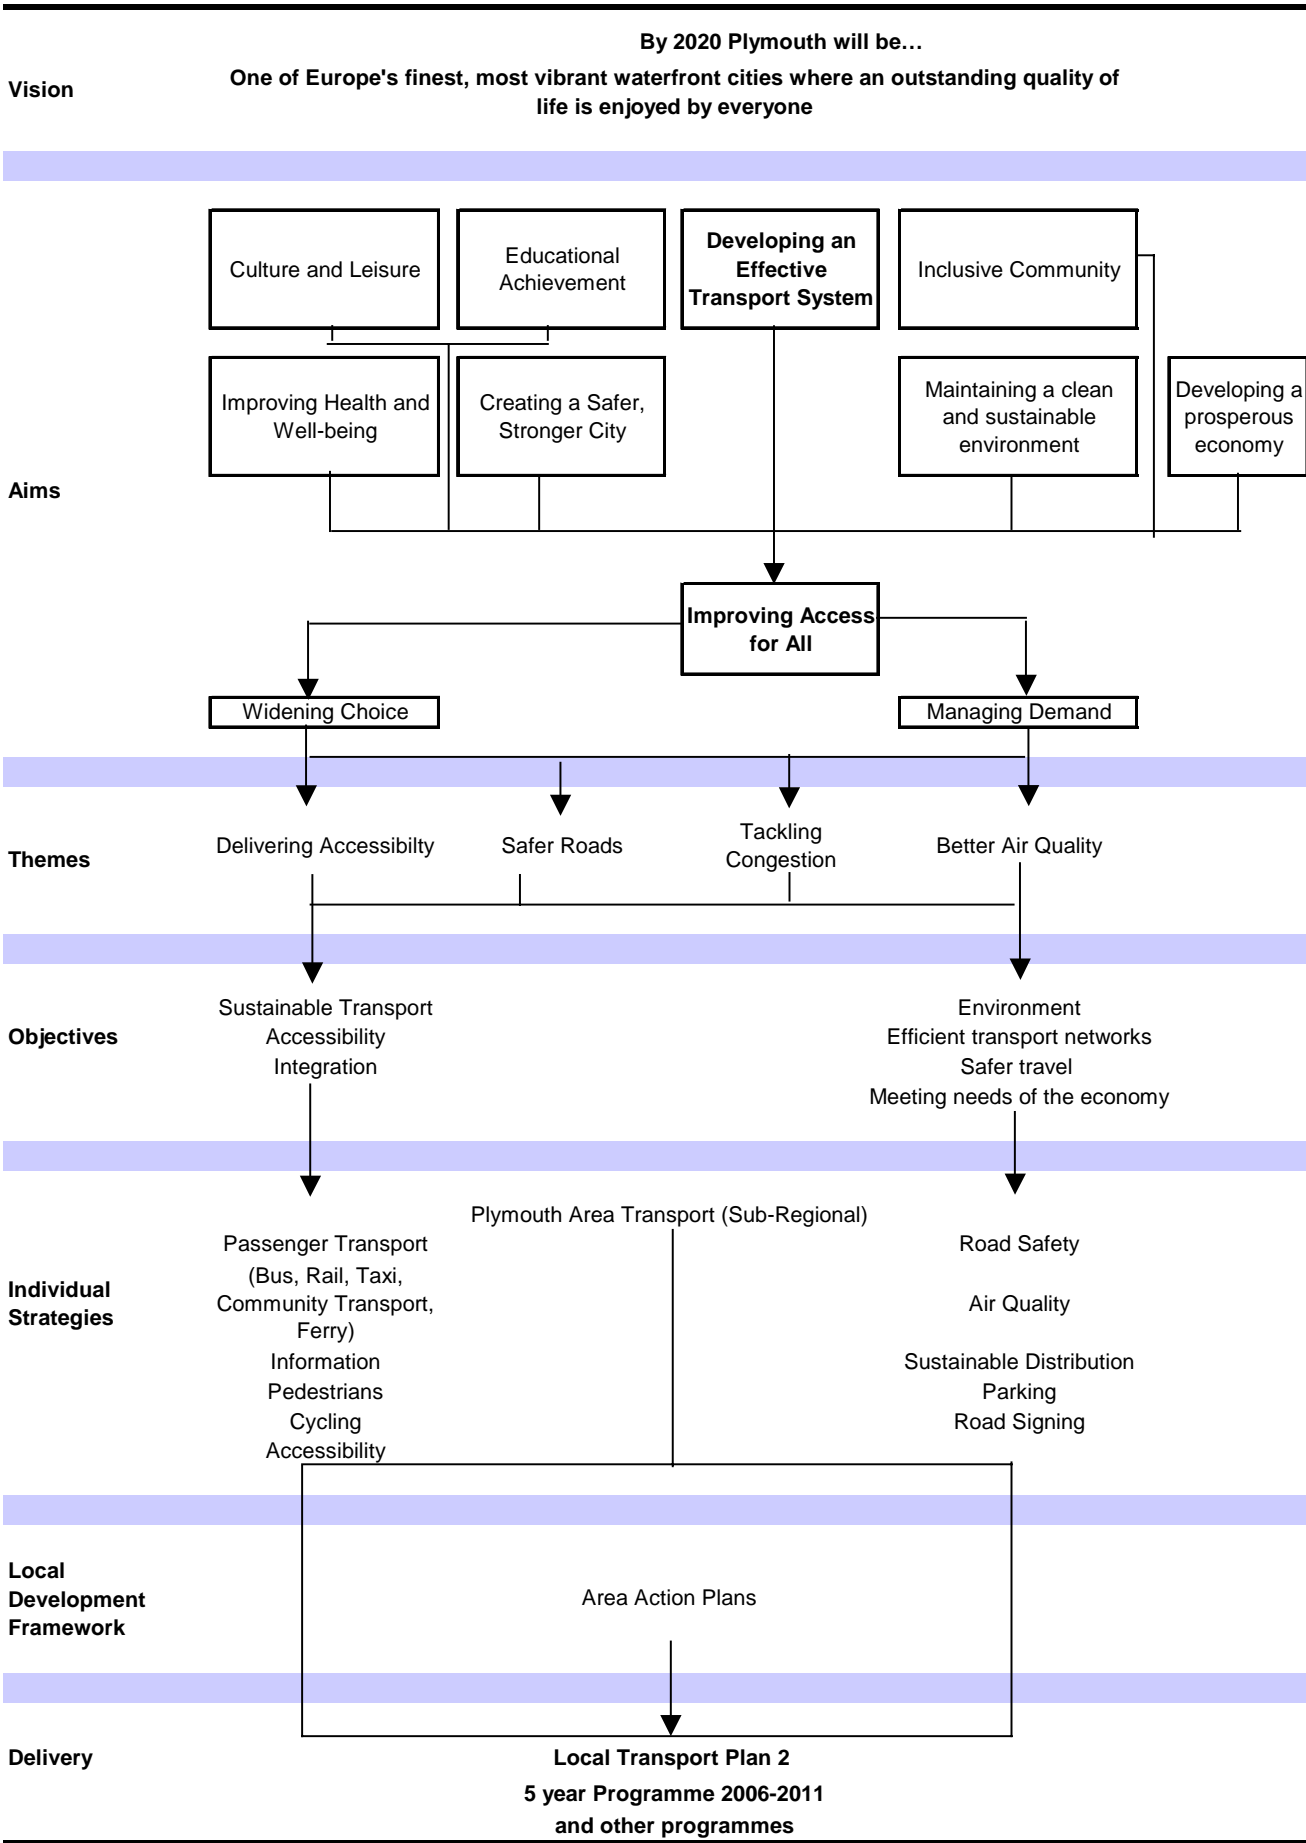 By 2020 Plymouth will be…
Vision
One of Europe's finest, most vibrant waterfront cities where an outstanding quality of
life is enjoyed by everyone
Culture and Leisure
Educational
Achievement
Developing an
Effective
Transport System
Inclusive Community
Improving Health and
Well-being
Creating a Safer,
Stronger City
Maintaining a clean
and sustainable
environment
Developing a
prosperous
economy
Aims
Improving Access
for All
Widening Choice
Managing Demand
Themes
Delivering Accessibilty
Safer Roads
Tackling
Congestion
Better Air Quality
Objectives
Sustainable Transport
Accessibility
Integration
Environment
Efficient transport networks
Safer travel
Meeting needs of the economy
Individual
Strategies
Plymouth Area Transport (Sub-Regional)
Passenger Transport
(Bus, Rail, Taxi,
Community Transport,
Ferry)
Information
Pedestrians
Cycling
Accessibility
Road Safety
Air Quality
Sustainable Distribution
Parking
Road Signing
Local
Development
Framework
Area Action Plans
Delivery
Local Transport Plan 2
5 year Programme 2006-2011
and other programmes